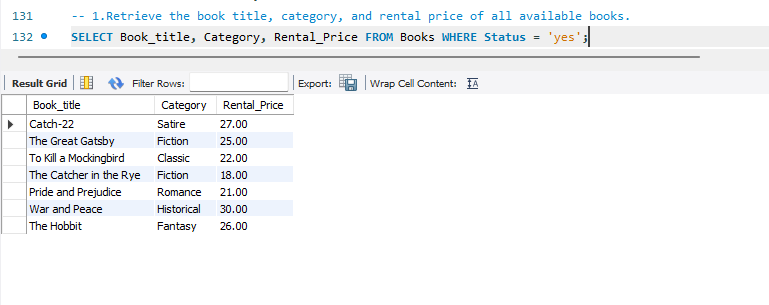 131 -- 1.Retrieve the book title, category, and rental price of all available books.
132 SELECT Book_title, Category, Rental_Price FROM Books WHERE Status = 'yes';
Result Grid Filter Rows: Export: Wrap Cell Content: IA
Book_title Category Rental_Price
Catch-22 Satire 27.00
The Great Gatsby Fiction 25.00
To Kill a Mockingbird Classic 22.00
The Catcher in the Rye Fiction 18.00
Pride and Prejudice Romance 21.00
War and Peace Historical 30.00
The Hobbit Fantasy 26.00